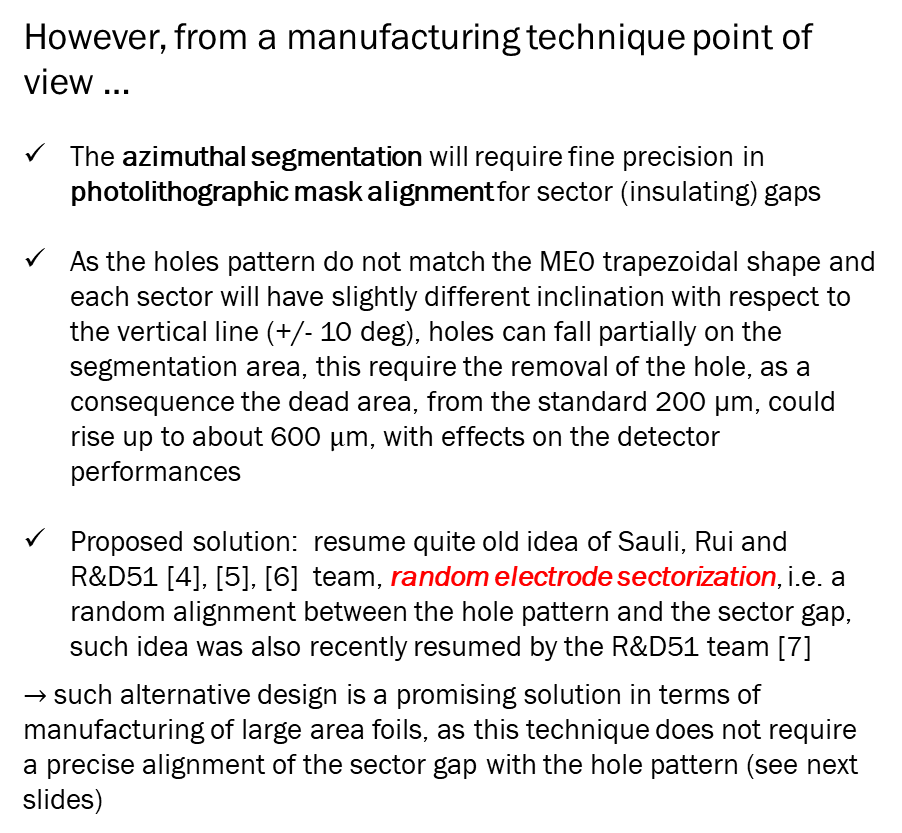 However, from a manufacturing technique point of
view ...
✓ The azimuthal segmentation will require fine precision in
photolithographic mask alignment for sector (insulating) gaps
✓ As the holes pattern do not match the ME0 trapezoidal shape and
each sector will have slightly different inclination with respect to
the vertical line (+/- 10 deg), holes can fall partially on the
segmentation area, this require the removal of the hole, as a
consequence the dead area, from the standard 200 µm, could
rise up to about 600 µm, with effects on the detector
performances
✓ Proposed solution: resume quite old idea of Sauli, Rui and
R&D51 [4], [5], [6] team, random electrode sectorization, i.e. a
random alignment between the hole pattern and the sector gap,
such idea was also recently resumed by the R&D51 team [7]
→ such alternative design is a promising solution in terms of
manufacturing of large area foils, as this technique does not require
a precise alignment of the sector gap with the hole pattern (see next
slides)